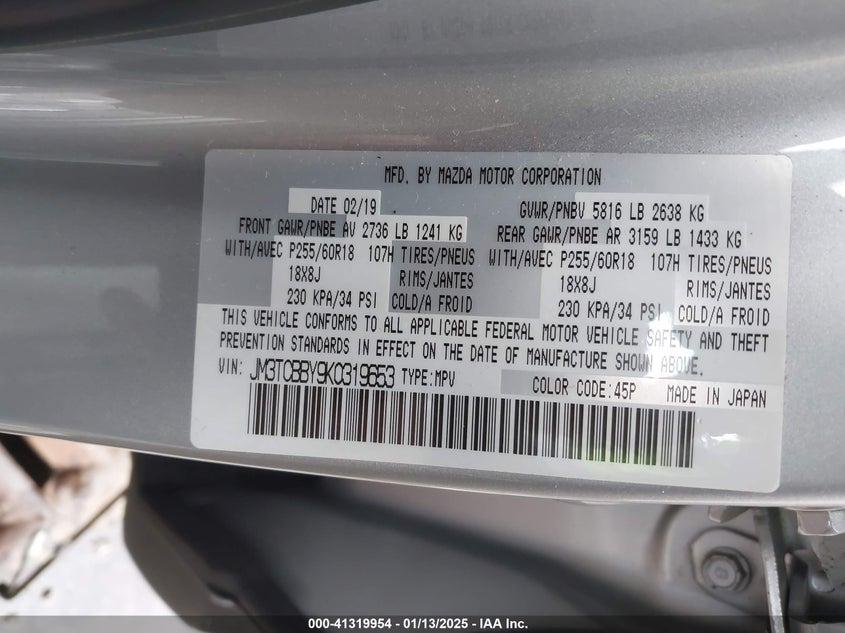 MFD. BY MAZDA MOTOR CORPORATION
DATE 02/19 GVWR/PNBV 5816 LB 2638 KG
FRONT GAWR/PNBE AV 2736 LB 1241 KG REAR GAWR/PNBE AR 3159 LB 1433 KG
WITH/AVEC P255/60R18 107H TIRES/PNEUS WITH/AVEC P255/60R18 107H TIRES/PNEUS
18X8J RIMS/JANTES 18X8J RIMS/JANTES
230 KPA/34 PSI COLD/A FROID 230 KPA/34 PSI COLD/A FROID
THIS VEHICLE CONFORMS TO ALL APPLICABLE FEDERAL MOTOR VEHICLE SAFETY AND THEFT
PREVENTION STANDARDS IN EFFECT ON THE DATE OF MANUFACTURE SHOWN ABOVE.
VIN: JM3TCBBY9K0319653 TYPE:MPV COLOR CODE:45P MADE IN JAPAN
000-41319954 - 01/13/2025 - IAA Inc.